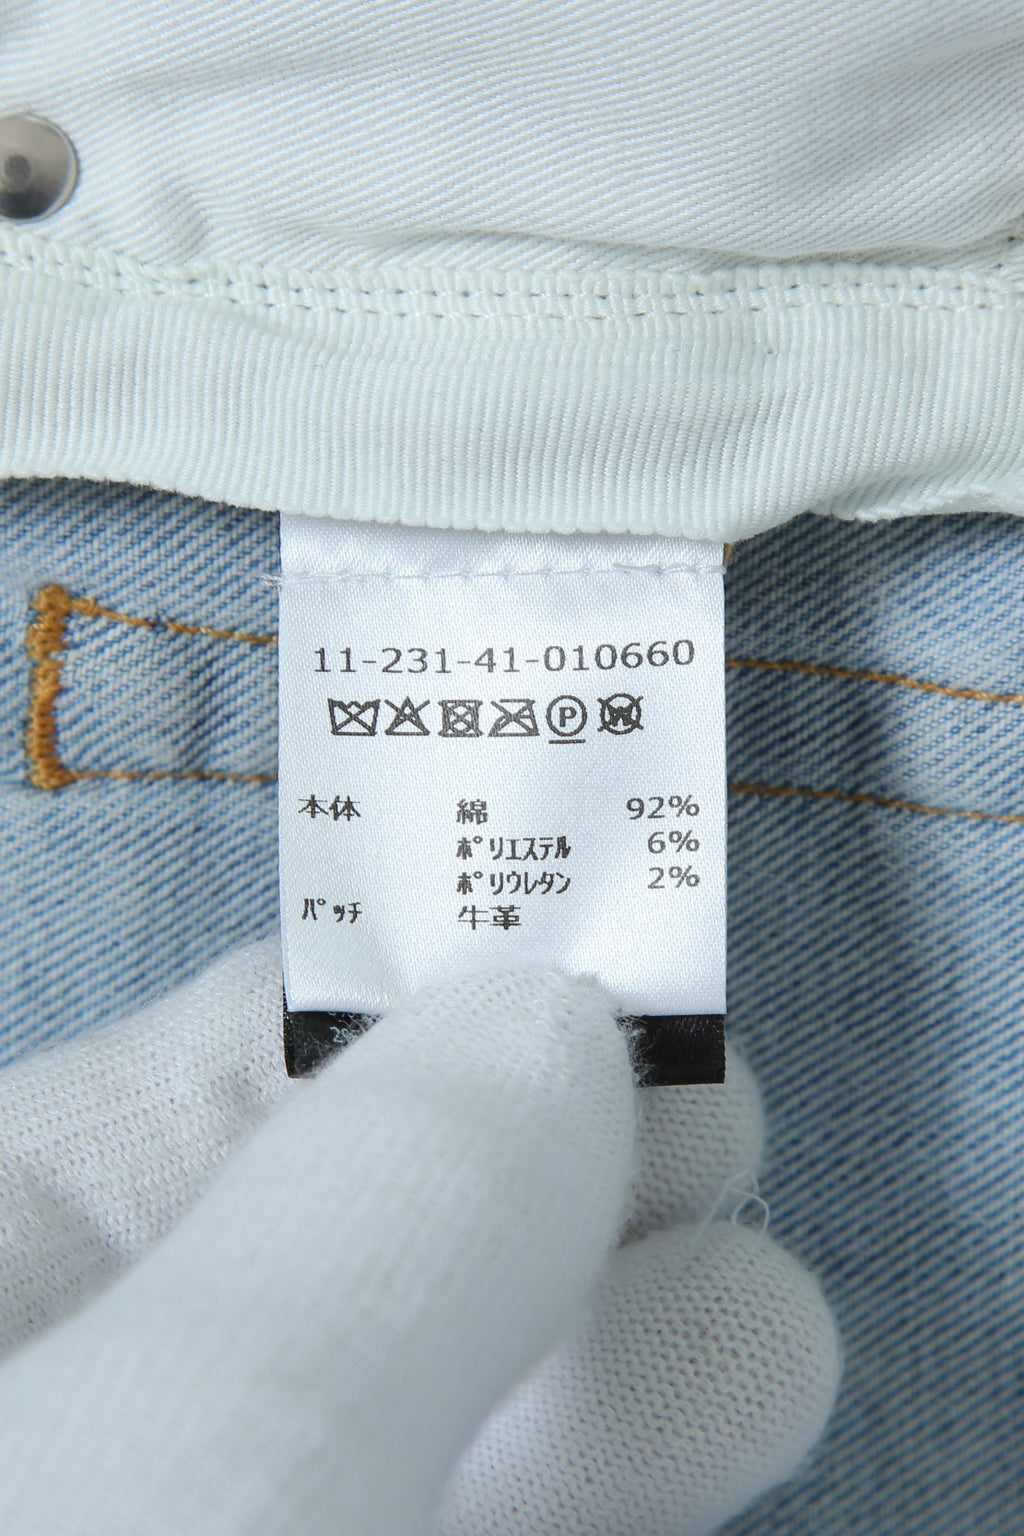 11-231-41-010660
本体 綿 92%
ポリエステル 6%
ポリウレタン 2%
パッチ 牛革